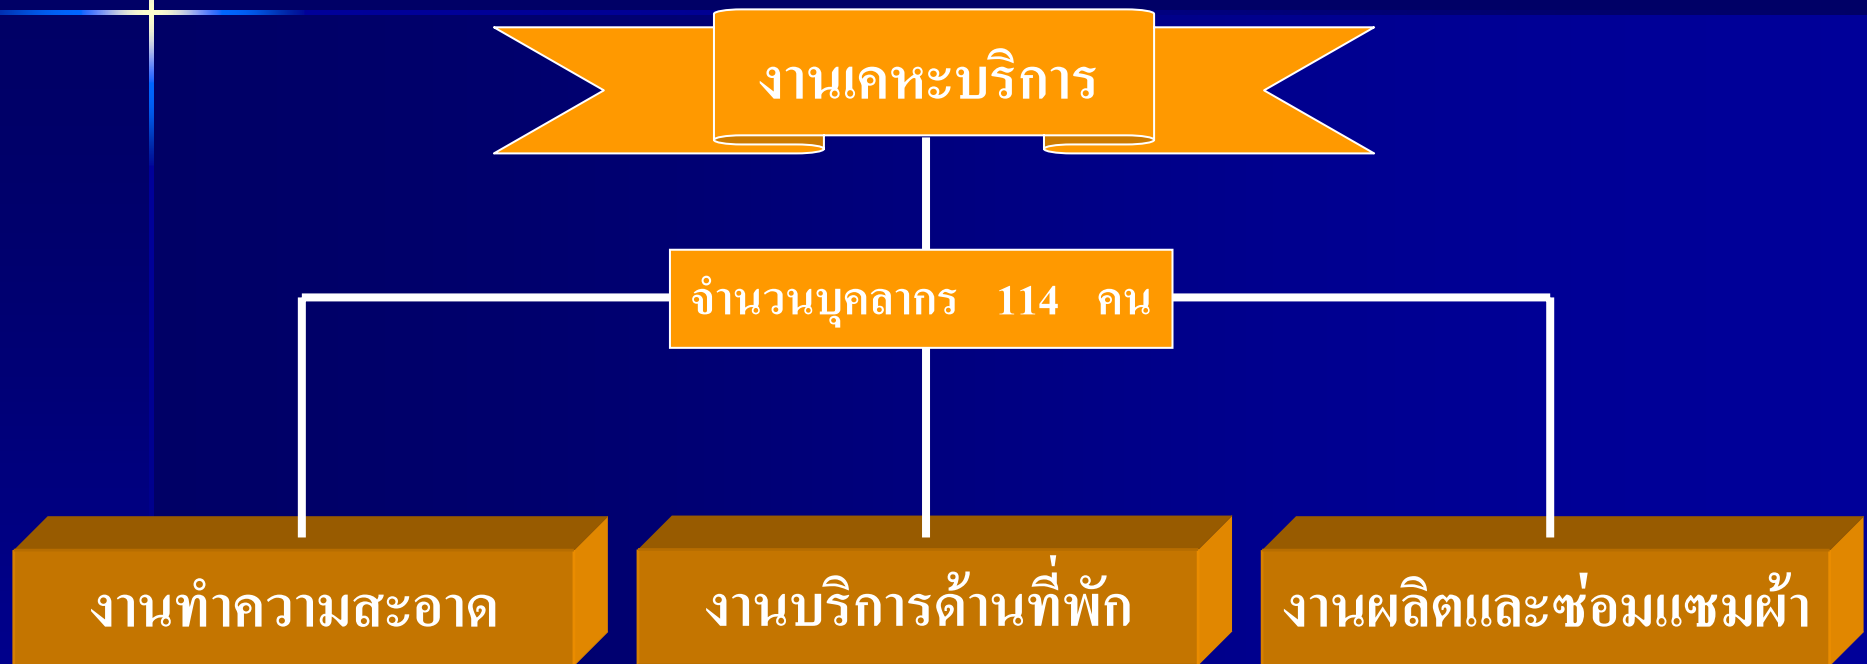 งานเคหะบริการ
จำนวนบุคลากร 114 คน
งานทำความสะอาด
งานบริการด้านที่พัก
งานผลิตและซ่อมแซมผ้า